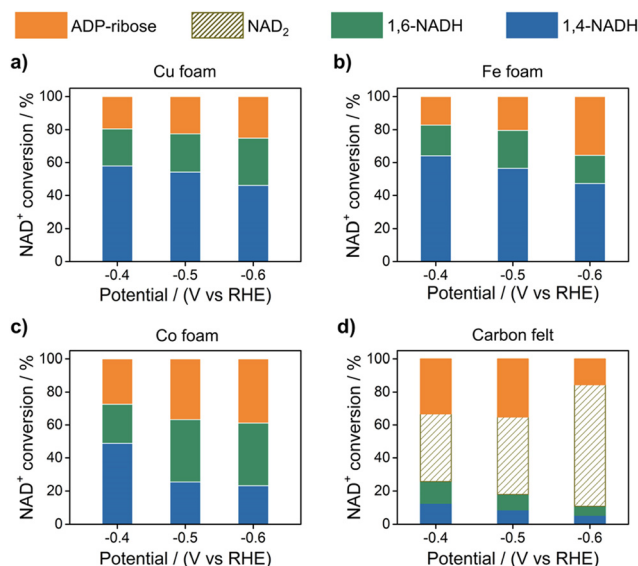 ADP-ribose NAD₂ 1,6-NADH 1,4-NADH
a) Cu foam
NAD⁺ conversion / %
100
80
60
40
20
0
-0.4 -0.5 -0.6
Potential / (V vs RHE)
b) Fe foam
NAD⁺ conversion / %
100
80
60
40
20
0
-0.4 -0.5 -0.6
Potential / (V vs RHE)
c) Co foam
NAD⁺ conversion / %
100
80
60
40
20
0
-0.4 -0.5 -0.6
Potential / (V vs RHE)
d) Carbon felt
NAD⁺ conversion / %
100
80
60
40
20
0
-0.4 -0.5 -0.6
Potential / (V vs RHE)